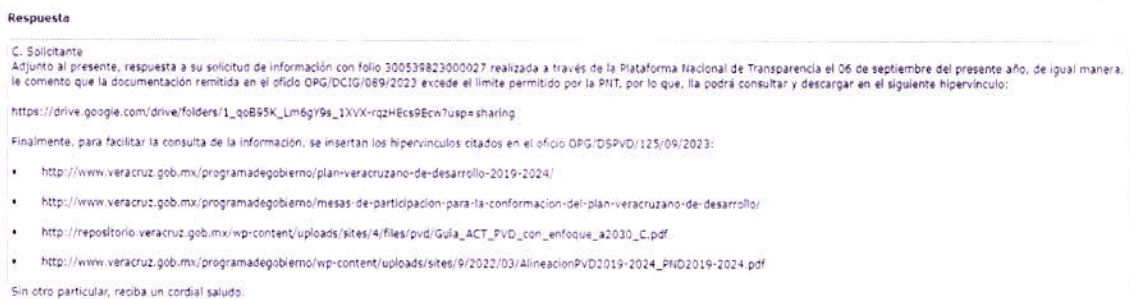 Respuesta
C. Solicitante
Adjunto al presente, respuesta a su solicitud de información con folio 300539823000027 realizada a través de la Plataforma Nacional de Transparencia el 06 de septiembre del presente año, de igual manera,
le comento que la documentación remitida en el oficio OPG/DCIG/089/2023 excede el límite permitido por la PNT, por lo que, lla podrá consultar y descargar en el siguiente hipervínculo:
https://drive.google.com/drive/folders/1_qoB95K_Lm6gY9s_1XVX-rqzHEcs9Ecw?usp=sharing
Finalmente, para facilitar la consulta de la información, se insertan los hipervínculos citados en el oficio OPG/DSPVD/125/09/2023:
• http://www.veracruz.gob.mx/programadegobierno/plan-veracruzano-de-desarrollo-2019-2024/
• http://www.veracruz.gob.mx/programadegobierno/mesas-de-participacion-para-la-conformacion-del-plan-veracruzano-de-desarrollo/
• http://repositorio.veracruz.gob.mx/wp-content/uploads/sites/4/files/pvd/Guia_ACT_PVD_con_enfoque_a2030_C.pdf
• http://www.veracruz.gob.mx/programadegobierno/wp-content/uploads/sites/9/2022/03/AlineacionPVD2019-2024_PND2019-2024.pdf
Sin otro particular, reciba un cordial saludo.